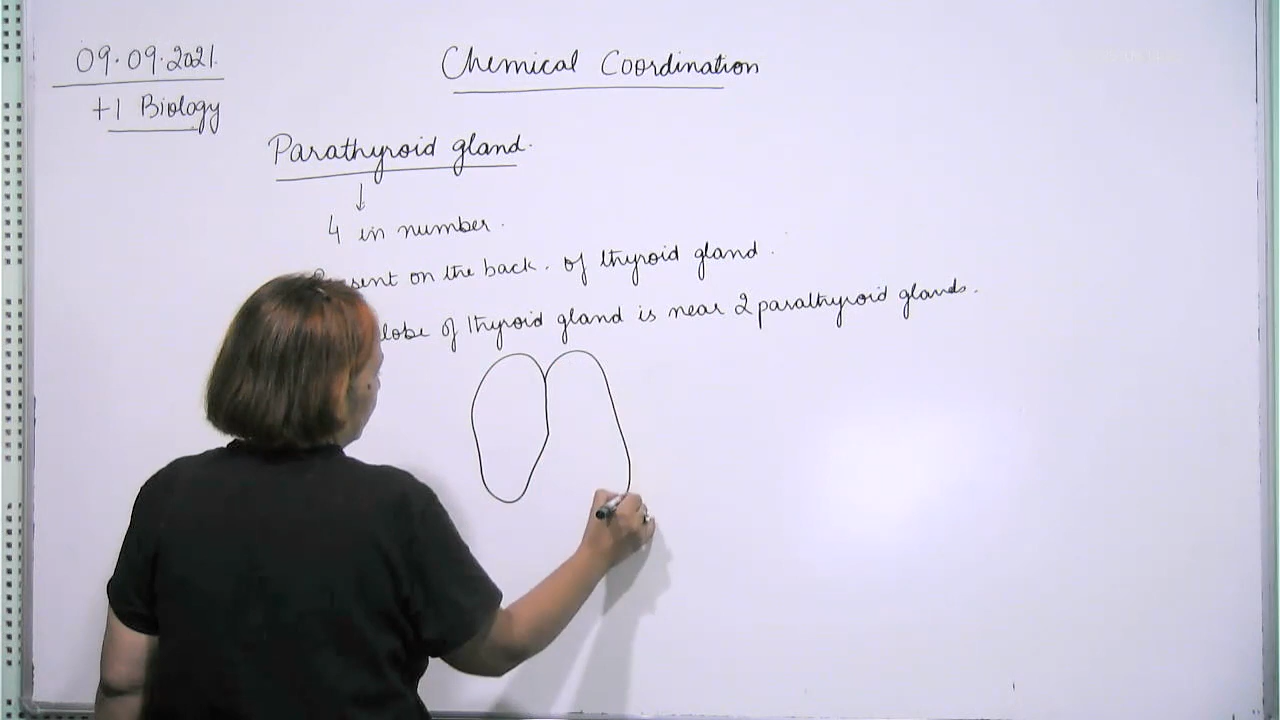 09.09.2021.
+1 Biology
Chemical Coordination
Parathyroid gland.
4 in number.
on the back. of thyroid gland.
lobe of thyroid gland is near 2 parathyroid glands.